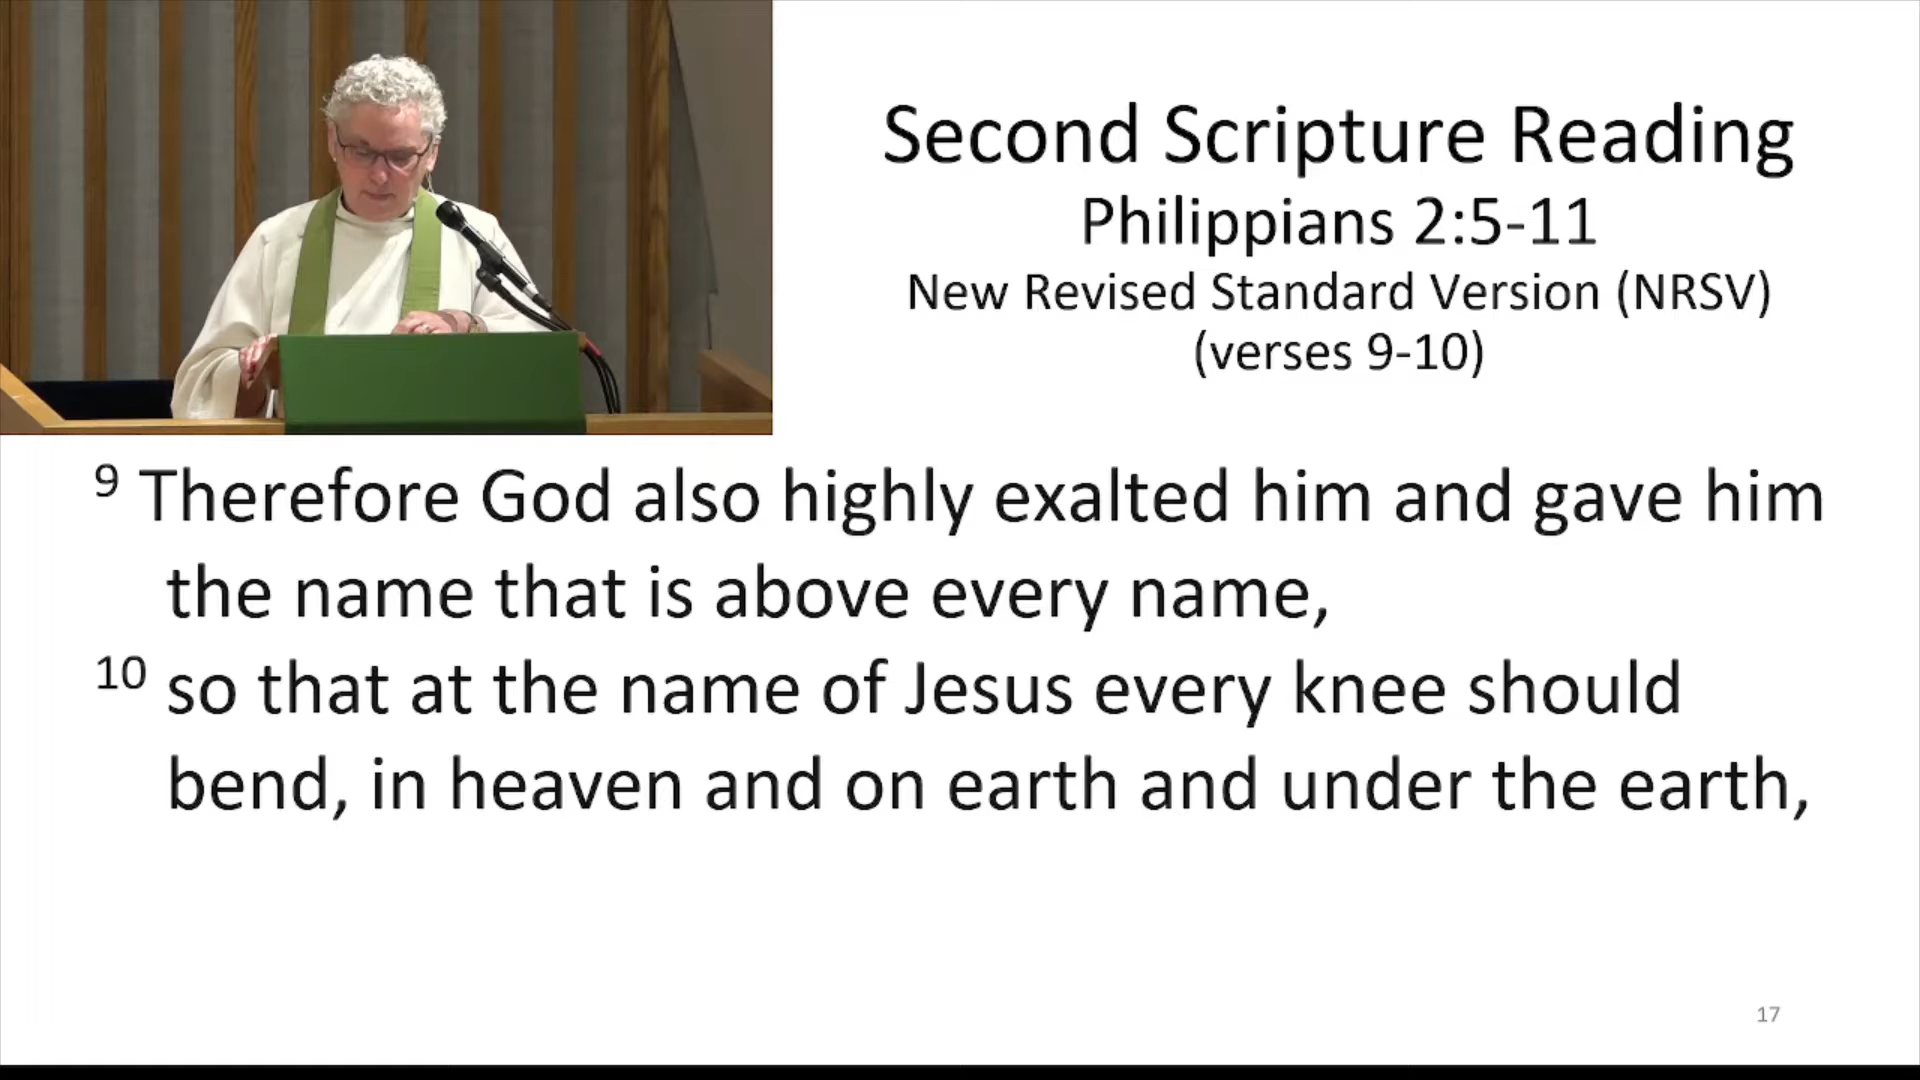 Second Scripture Reading
Philippians 2:5-11
New Revised Standard Version (NRSV)
(verses 9-10)
9 Therefore God also highly exalted him and gave him
the name that is above every name,
10 so that at the name of Jesus every knee should
bend, in heaven and on earth and under the earth,
17